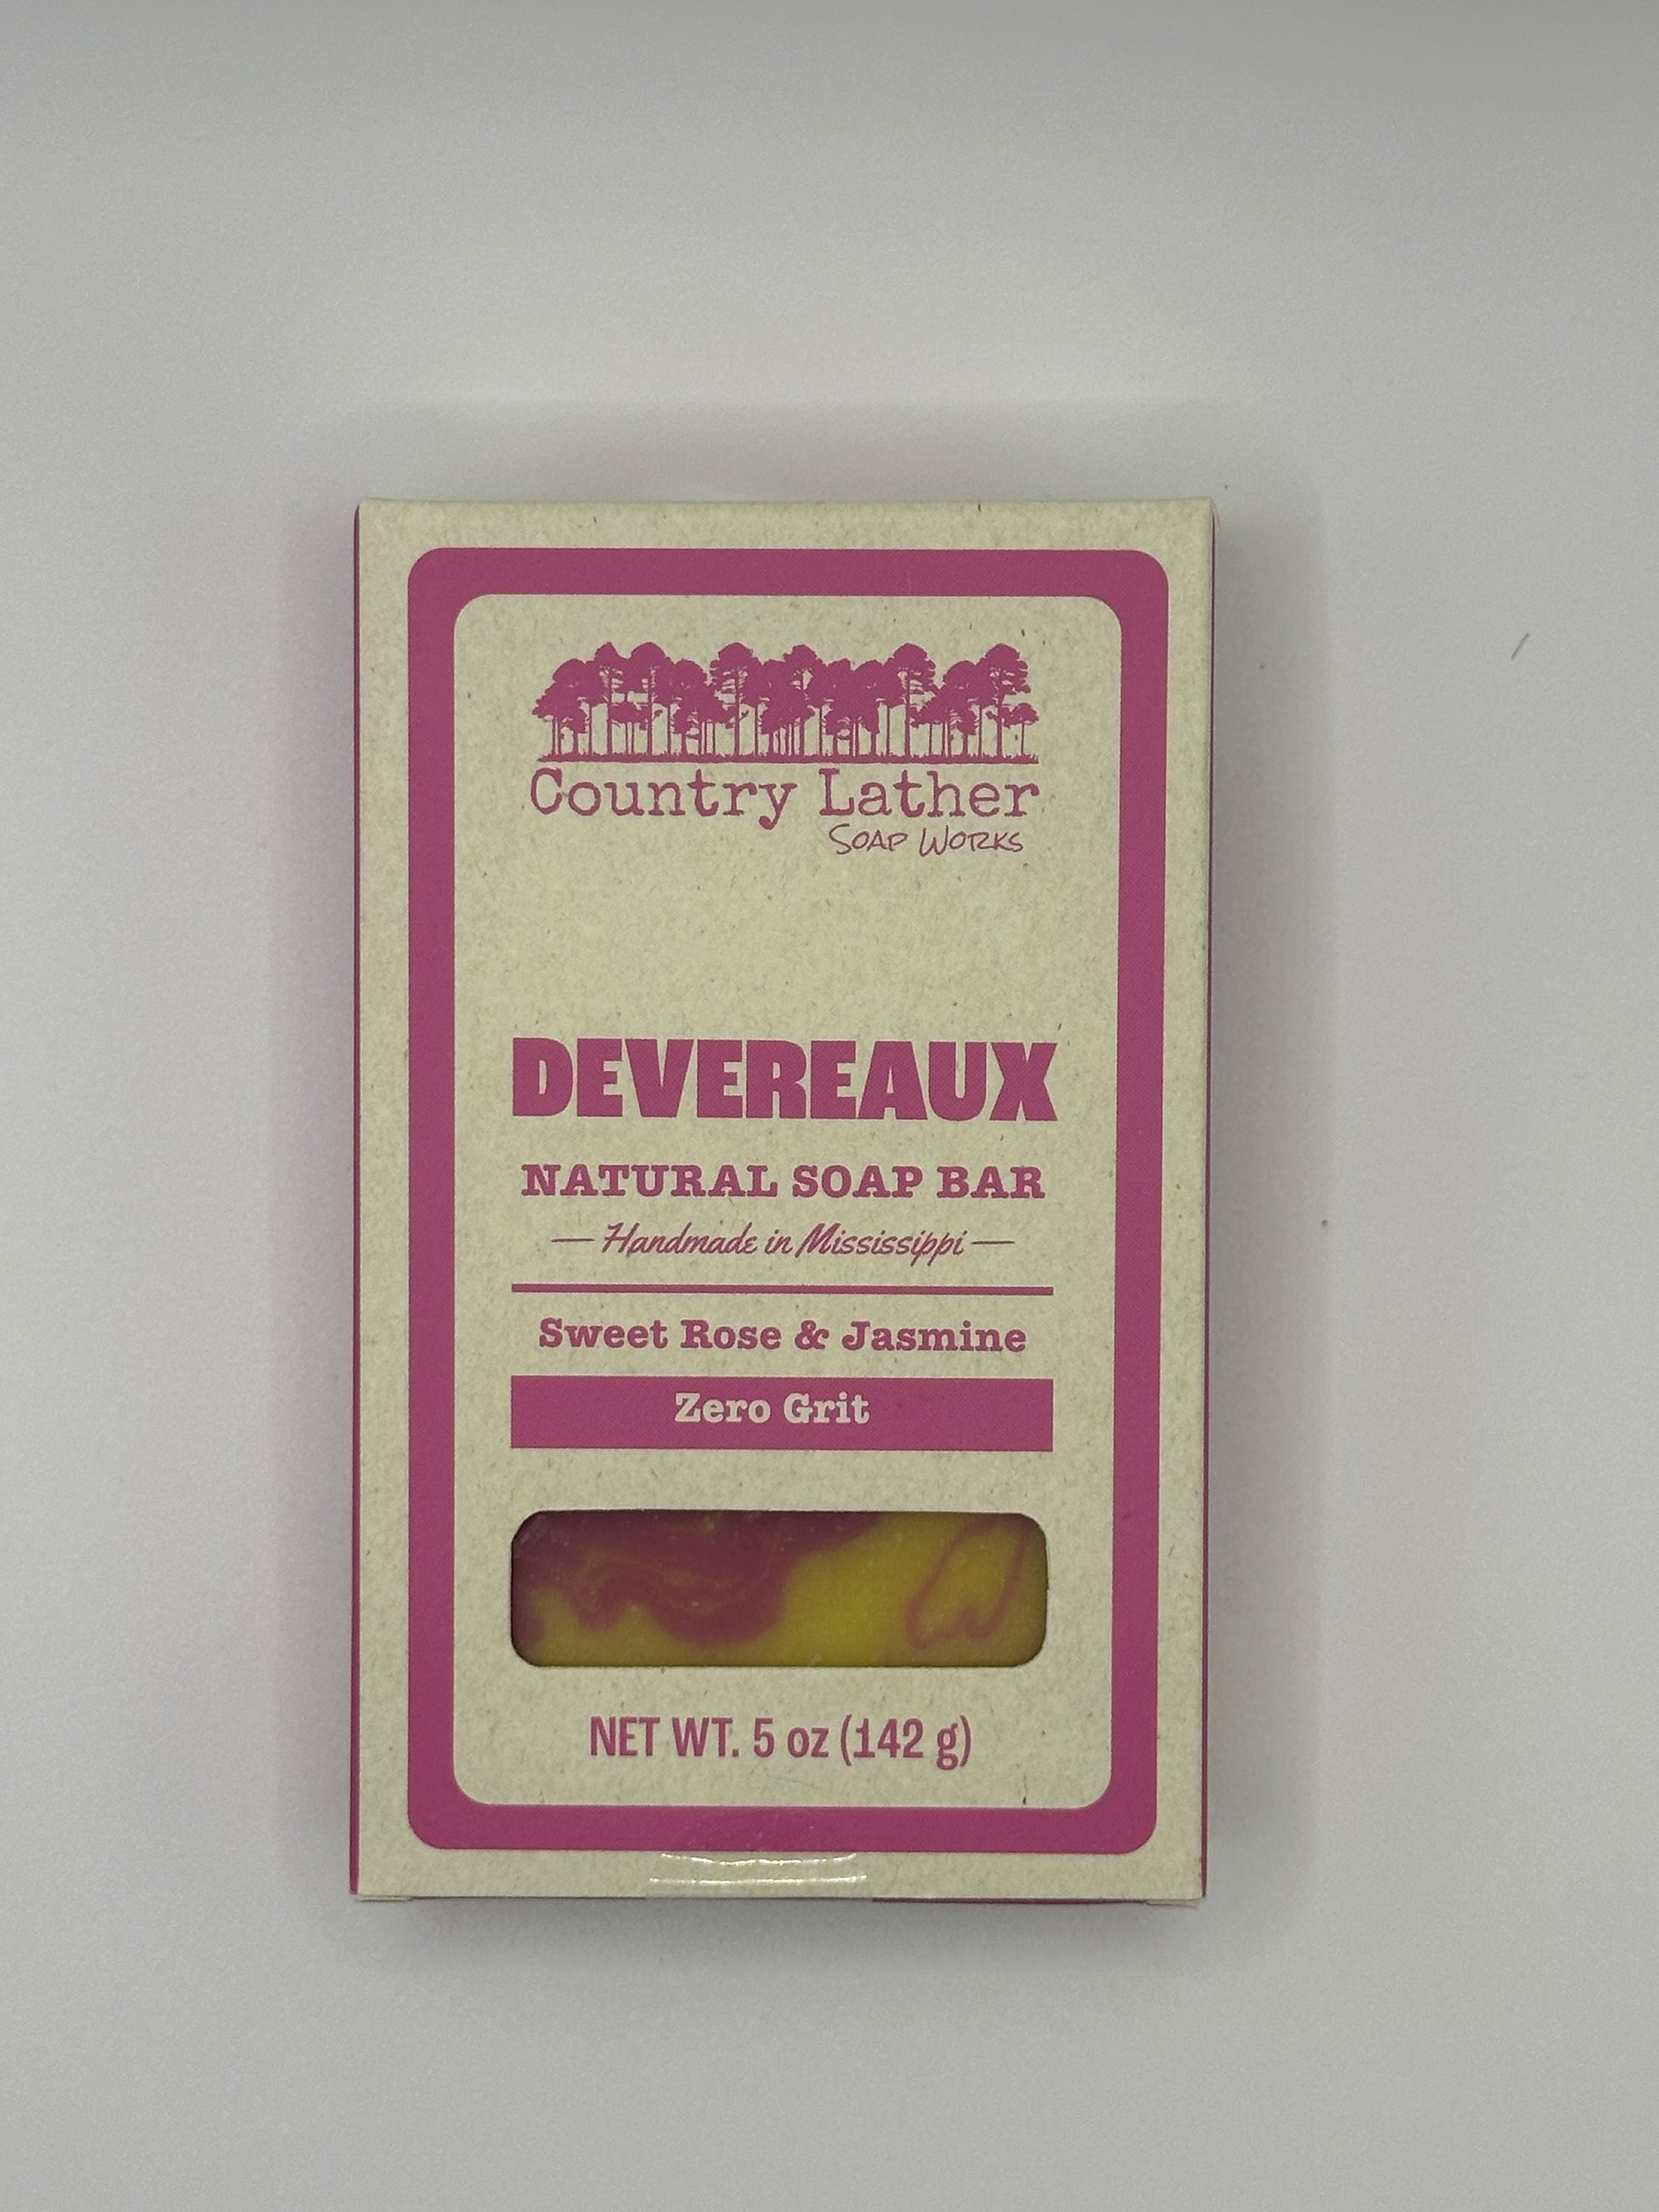 Country Lather
Soap Works
DEVEREAUX
NATURAL SOAP BAR
— Handmade in Mississippi —
Sweet Rose & Jasmine
Zero Grit
NET WT. 5 oz (142 g)